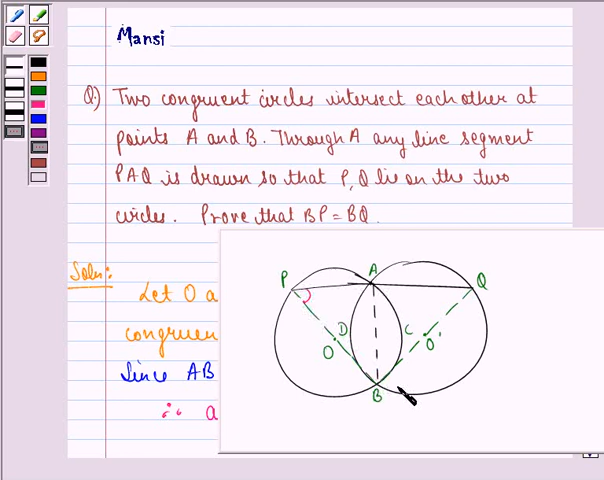 Mansi
Q) Two congruent circles intersect each other at
points A and B. Through A any line segment
PAQ is drawn so that P, Q lie on the two
circles. Prove that BP = BQ.
Soln:
Let O a
congruen
Since AB
∴ a
P A Q
D C
O O'
B